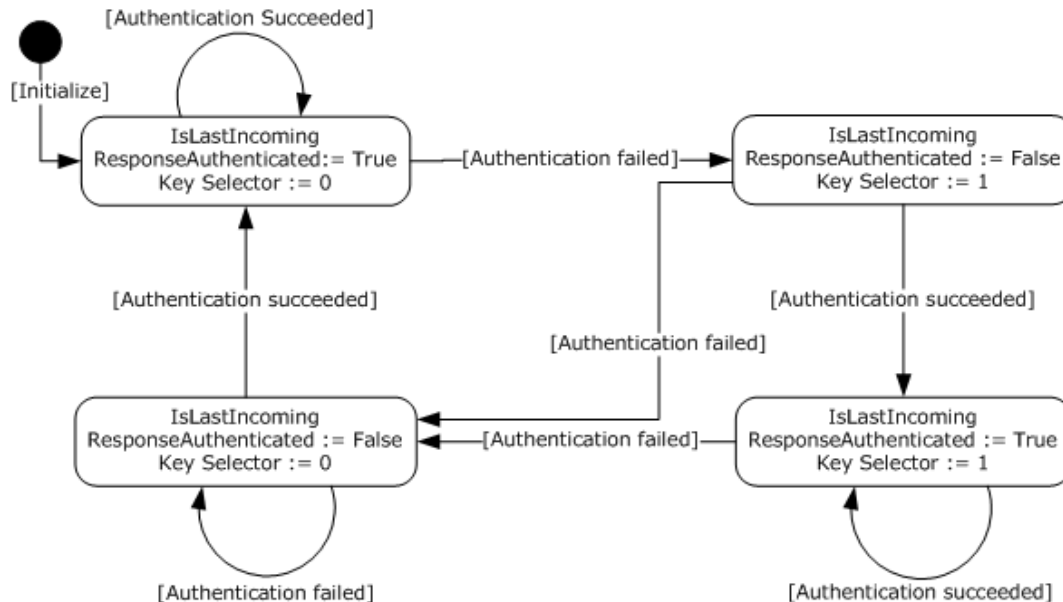 [Authentication Succeeded]
[Initialize]
IsLastIncoming
ResponseAuthenticated:= True
Key Selector := 0
[Authentication failed]
IsLastIncoming
ResponseAuthenticated := False
Key Selector := 1
[Authentication succeeded]
[Authentication succeeded]
[Authentication failed]
IsLastIncoming
ResponseAuthenticated := False
Key Selector := 0
[Authentication failed]
IsLastIncoming
ResponseAuthenticated := True
Key Selector := 1
[Authentication failed]
[Authentication succeeded]